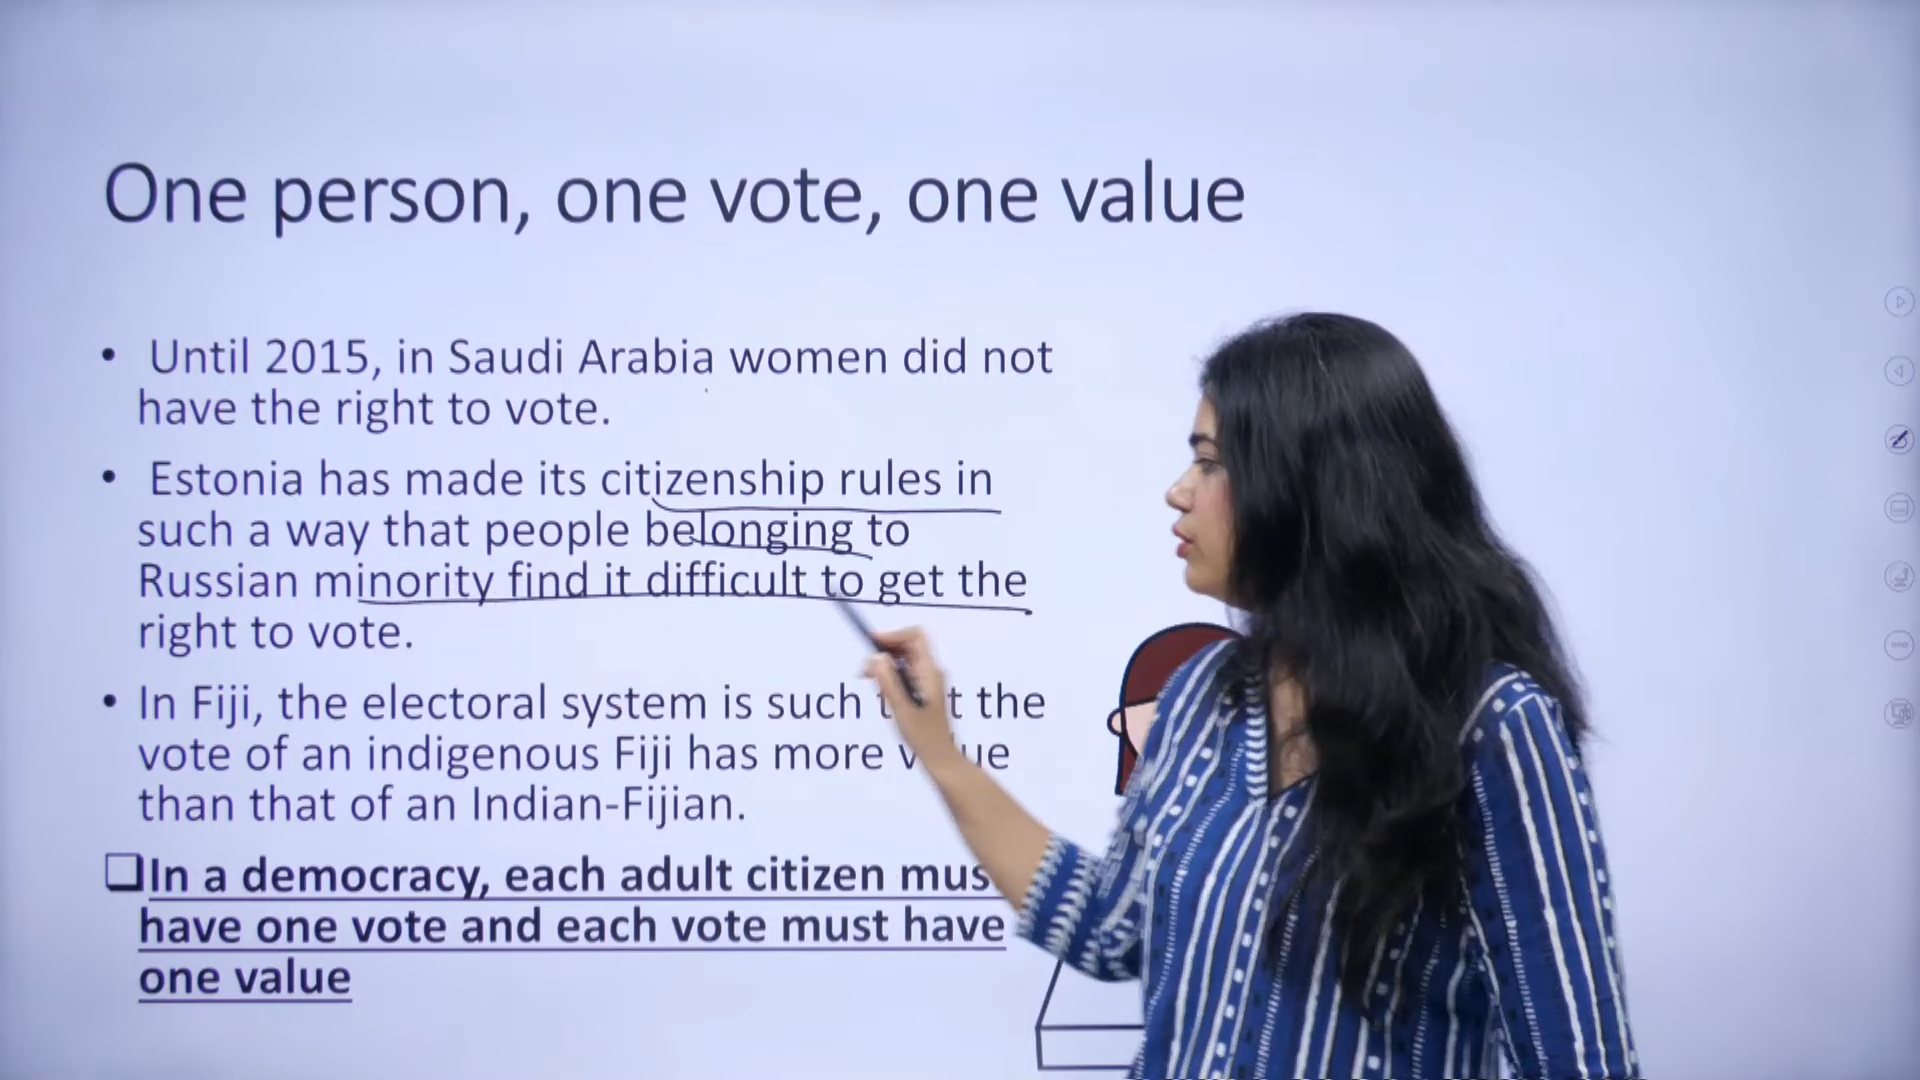 One person, one vote, one value
• Until 2015, in Saudi Arabia women did not
have the right to vote.
• Estonia has made its citizenship rules in
such a way that people belonging to
Russian minority find it difficult to get the
right to vote.
• In Fiji, the electoral system is such t t the
vote of an indigenous Fiji has more v ue
than that of an Indian-Fijian.
❑In a democracy, each adult citizen mus
have one vote and each vote must have
one value